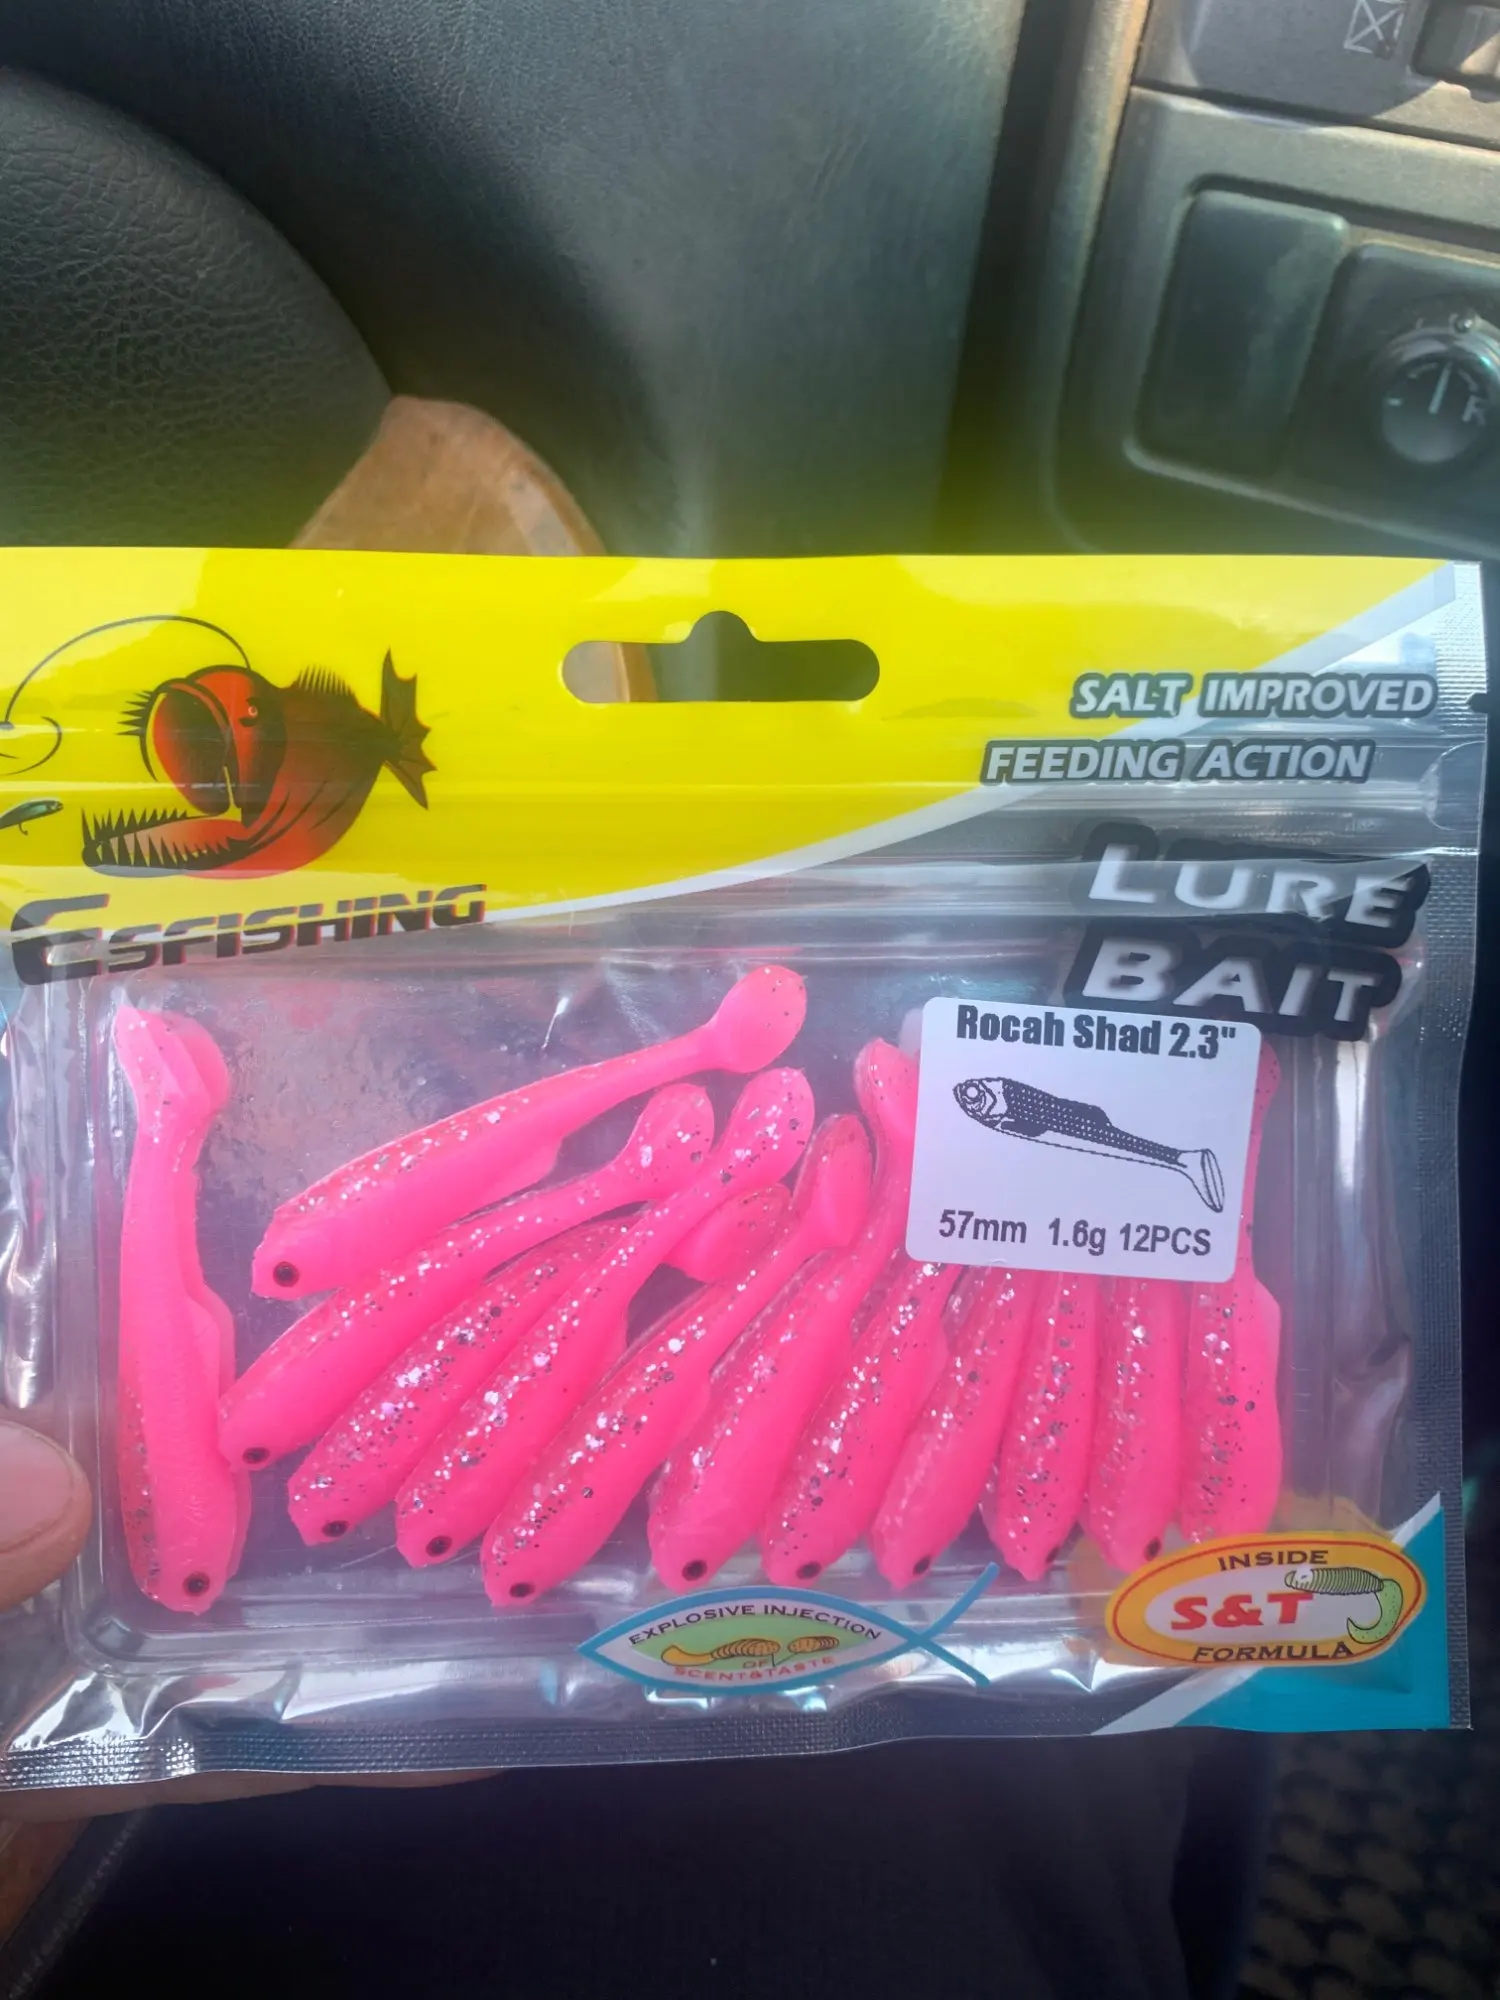 SALT IMPROVED
FEEDING ACTION
ESFISHING
LURE
BAIT
Rocah Shad 2.3"
57mm 1.6g 12PCS
EXPLOSIVE INJECTION
OF
SCENT&TASTE
INSIDE
S&T
FORMULA
R